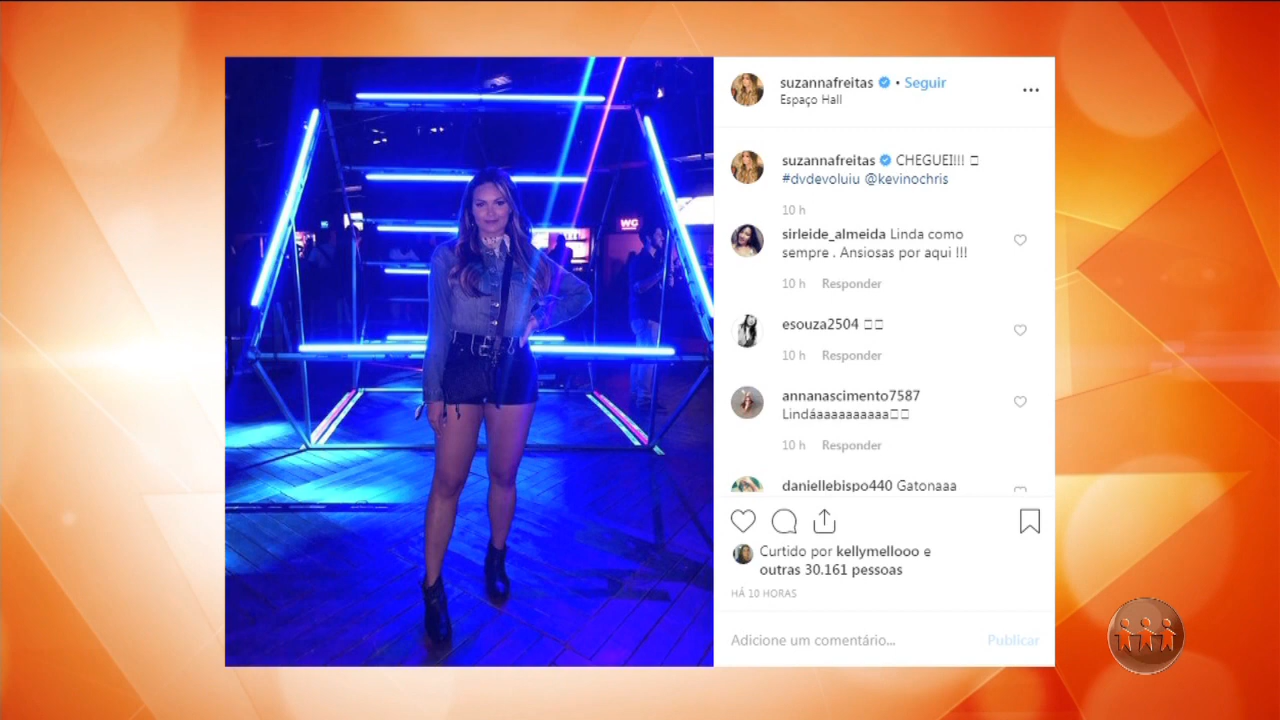 WC
suzannafreitas • Seguir
Espaço Hall
suzannafreitas CHEGUEI!!!
#dvdevoluiu @kevinochris
10 h
sirleide_almeida Linda como
sempre . Ansiosas por aqui !!!
10 h Responder
esouza2504
10 h Responder
annanascimento7587
Lindáaaaaaaaaaa
10 h Responder
daniellebispo440 Gatonaaa
Curtido por kellymellooo e
outras 30.161 pessoas
HÁ 10 HORAS
Adicione um comentário... Publicar